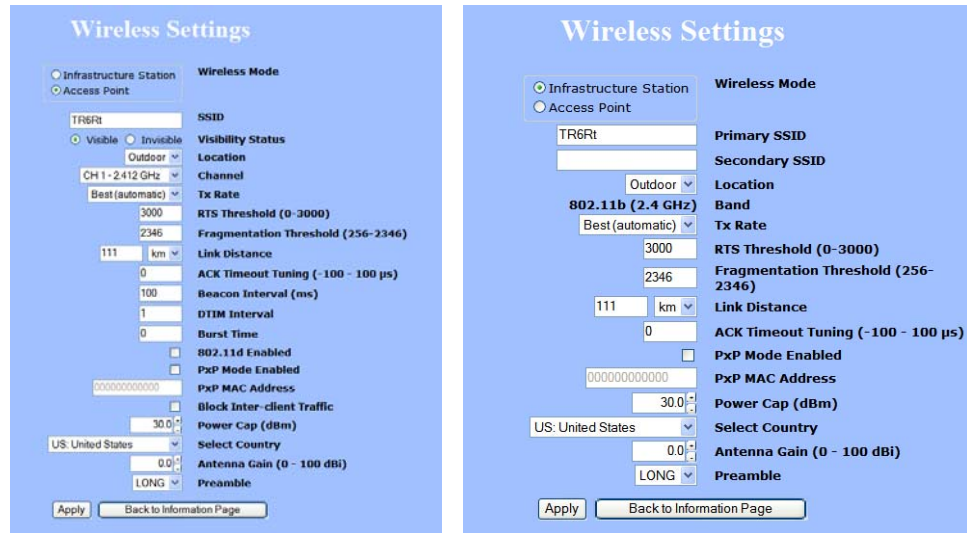 Wireless Settings
Infrastructure Station Wireless Mode
Access Point
TR6Rt SSID
Visible Invisible Visibility Status
Outdoor Location
CH 1 - 2.412 GHz Channel
Best (automatic) Tx Rate
3000 RTS Threshold (0-3000)
2346 Fragmentation Threshold (256-2346)
111 km Link Distance
0 ACK Timeout Tuning (-100 - 100 µs)
100 Beacon Interval (ms)
1 DTIM Interval
0 Burst Time
802.11d Enabled
PxP Mode Enabled
000000000000 PxP MAC Address
Block Inter-client Traffic
30.0 Power Cap (dBm)
US: United States Select Country
0.0 Antenna Gain (0 - 100 dBi)
LONG Preamble
Apply Back to Information Page
Wireless Settings
Infrastructure Station Wireless Mode
Access Point
TR6Rt Primary SSID
Secondary SSID
Outdoor Location
802.11b (2.4 GHz) Band
Best (automatic) Tx Rate
3000 RTS Threshold (0-3000)
2346 Fragmentation Threshold (256-
2346)
111 km Link Distance
0 ACK Timeout Tuning (-100 - 100 µs)
PxP Mode Enabled
000000000000 PxP MAC Address
30.0 Power Cap (dBm)
US: United States Select Country
0.0 Antenna Gain (0 - 100 dBi)
LONG Preamble
Apply Back to Information Page